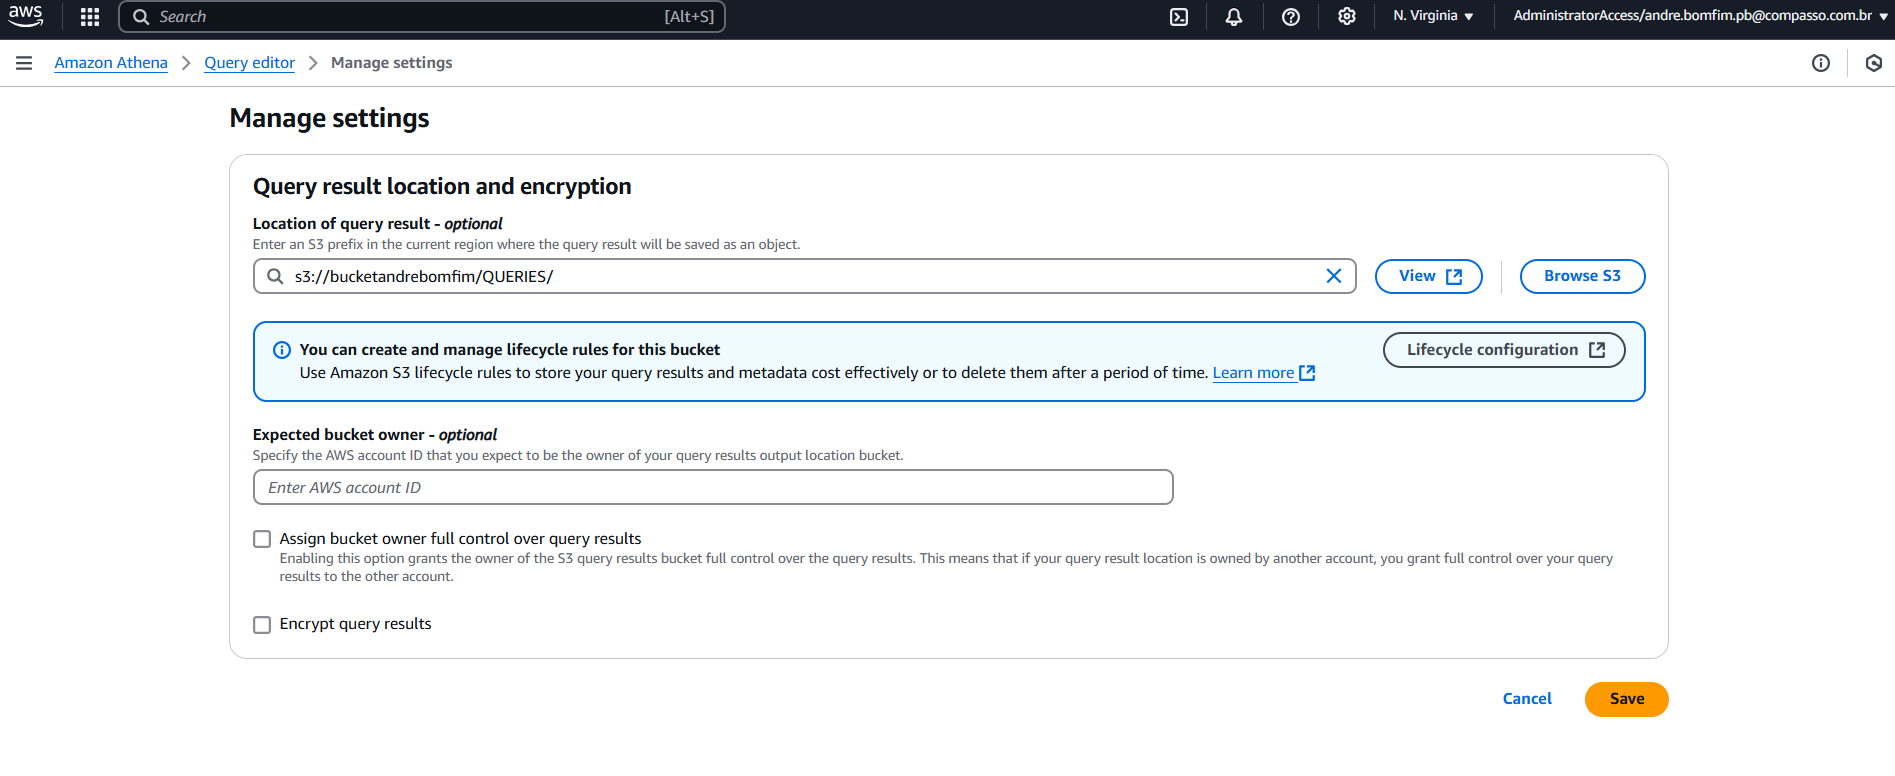 aws
Search [Alt+S] N. Virginia AdministratorAccess/andre.bomfim.pb@compasso.com.br
Amazon Athena Query editor Manage settings
Manage settings
Query result location and encryption
Location of query result - optional
Enter an S3 prefix in the current region where the query result will be saved as an object.
s3://bucketandrebomfim/QUERIES/ View Browse S3
You can create and manage lifecycle rules for this bucket Lifecycle configuration
Use Amazon S3 lifecycle rules to store your query results and metadata cost effectively or to delete them after a period of time. Learn more
Expected bucket owner - optional
Specify the AWS account ID that you expect to be the owner of your query results output location bucket.
Enter AWS account ID
Assign bucket owner full control over query results
Enabling this option grants the owner of the S3 query results bucket full control over the query results. This means that if your query result location is owned by another account, you grant full control over your query
results to the other account.
Encrypt query results
Cancel Save